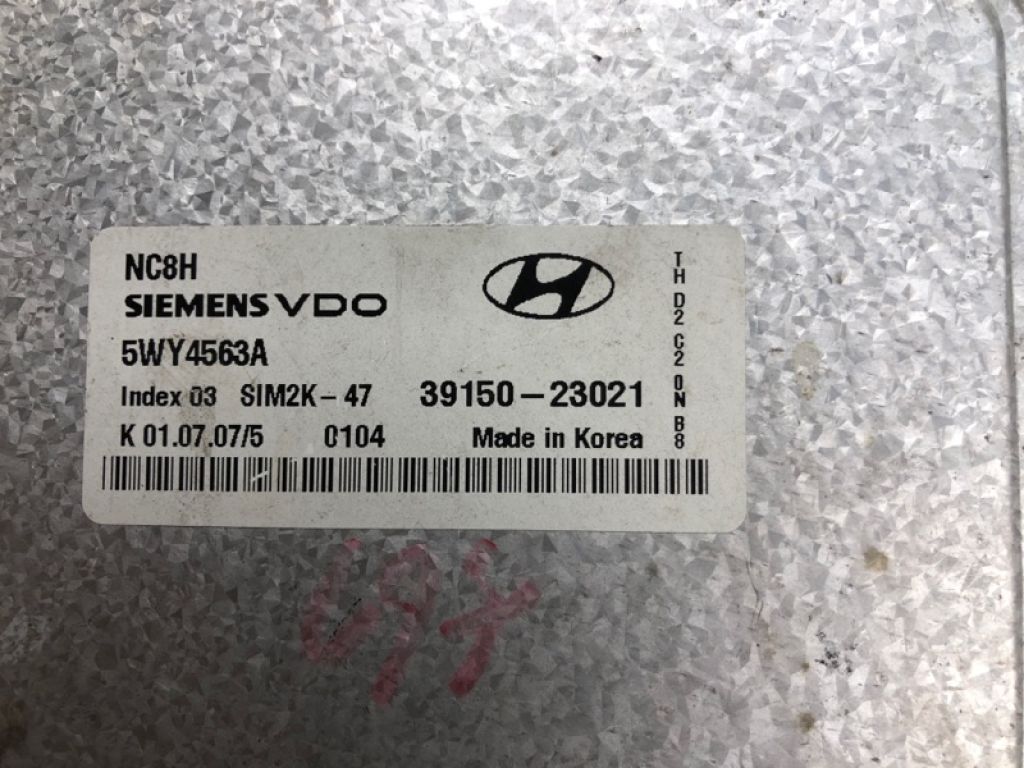 NC8H
SIEMENS VDO
5WY4563A
Index 03 SIM2K-47 39150-23021
K 01.07.07/5 0104 Made in Korea
TH D2 C2 0N B8